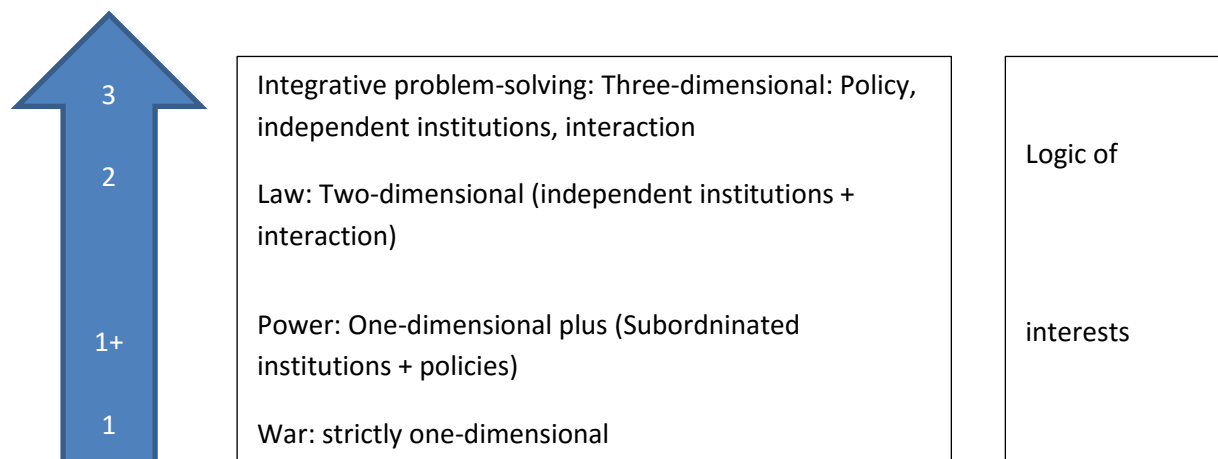 3
Integrative problem-solving: Three-dimensional: Policy,
independent institutions, interaction
Logic of
2
Law: Two-dimensional (independent institutions +
interaction)
1+
Power: One-dimensional plus (Subordninated
institutions + policies)
interests
1
War: strictly one-dimensional